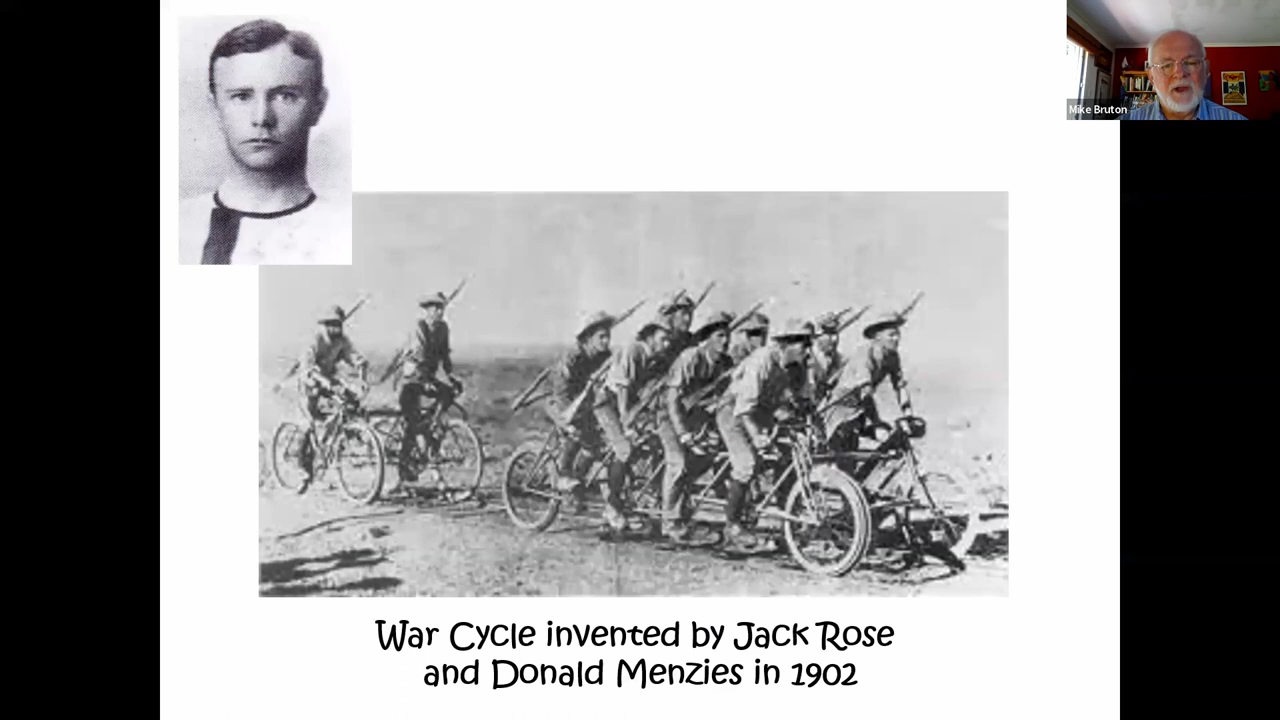 Mike Bruton
War Cycle invented by Jack Rose
and Donald Menzies in 1902